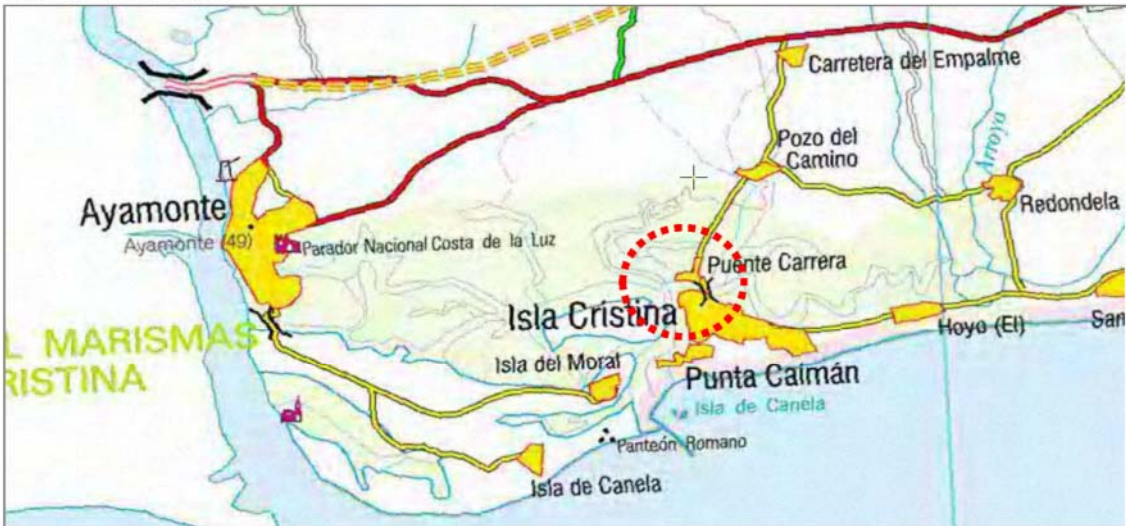 Carretera del Empalme
Pozo del
Camino
Arroyo
Redondela
Ayamonte
Ayamonte (49)
Parador Nacional Costa de la Luz
Puente Carrera
Isla Cristina
Hoyo (El)
San
L MARISMAS
RISTINA
Isla del Moral
Punta Caimán
Isla de Canela
Panteón Romano
Isla de Canela